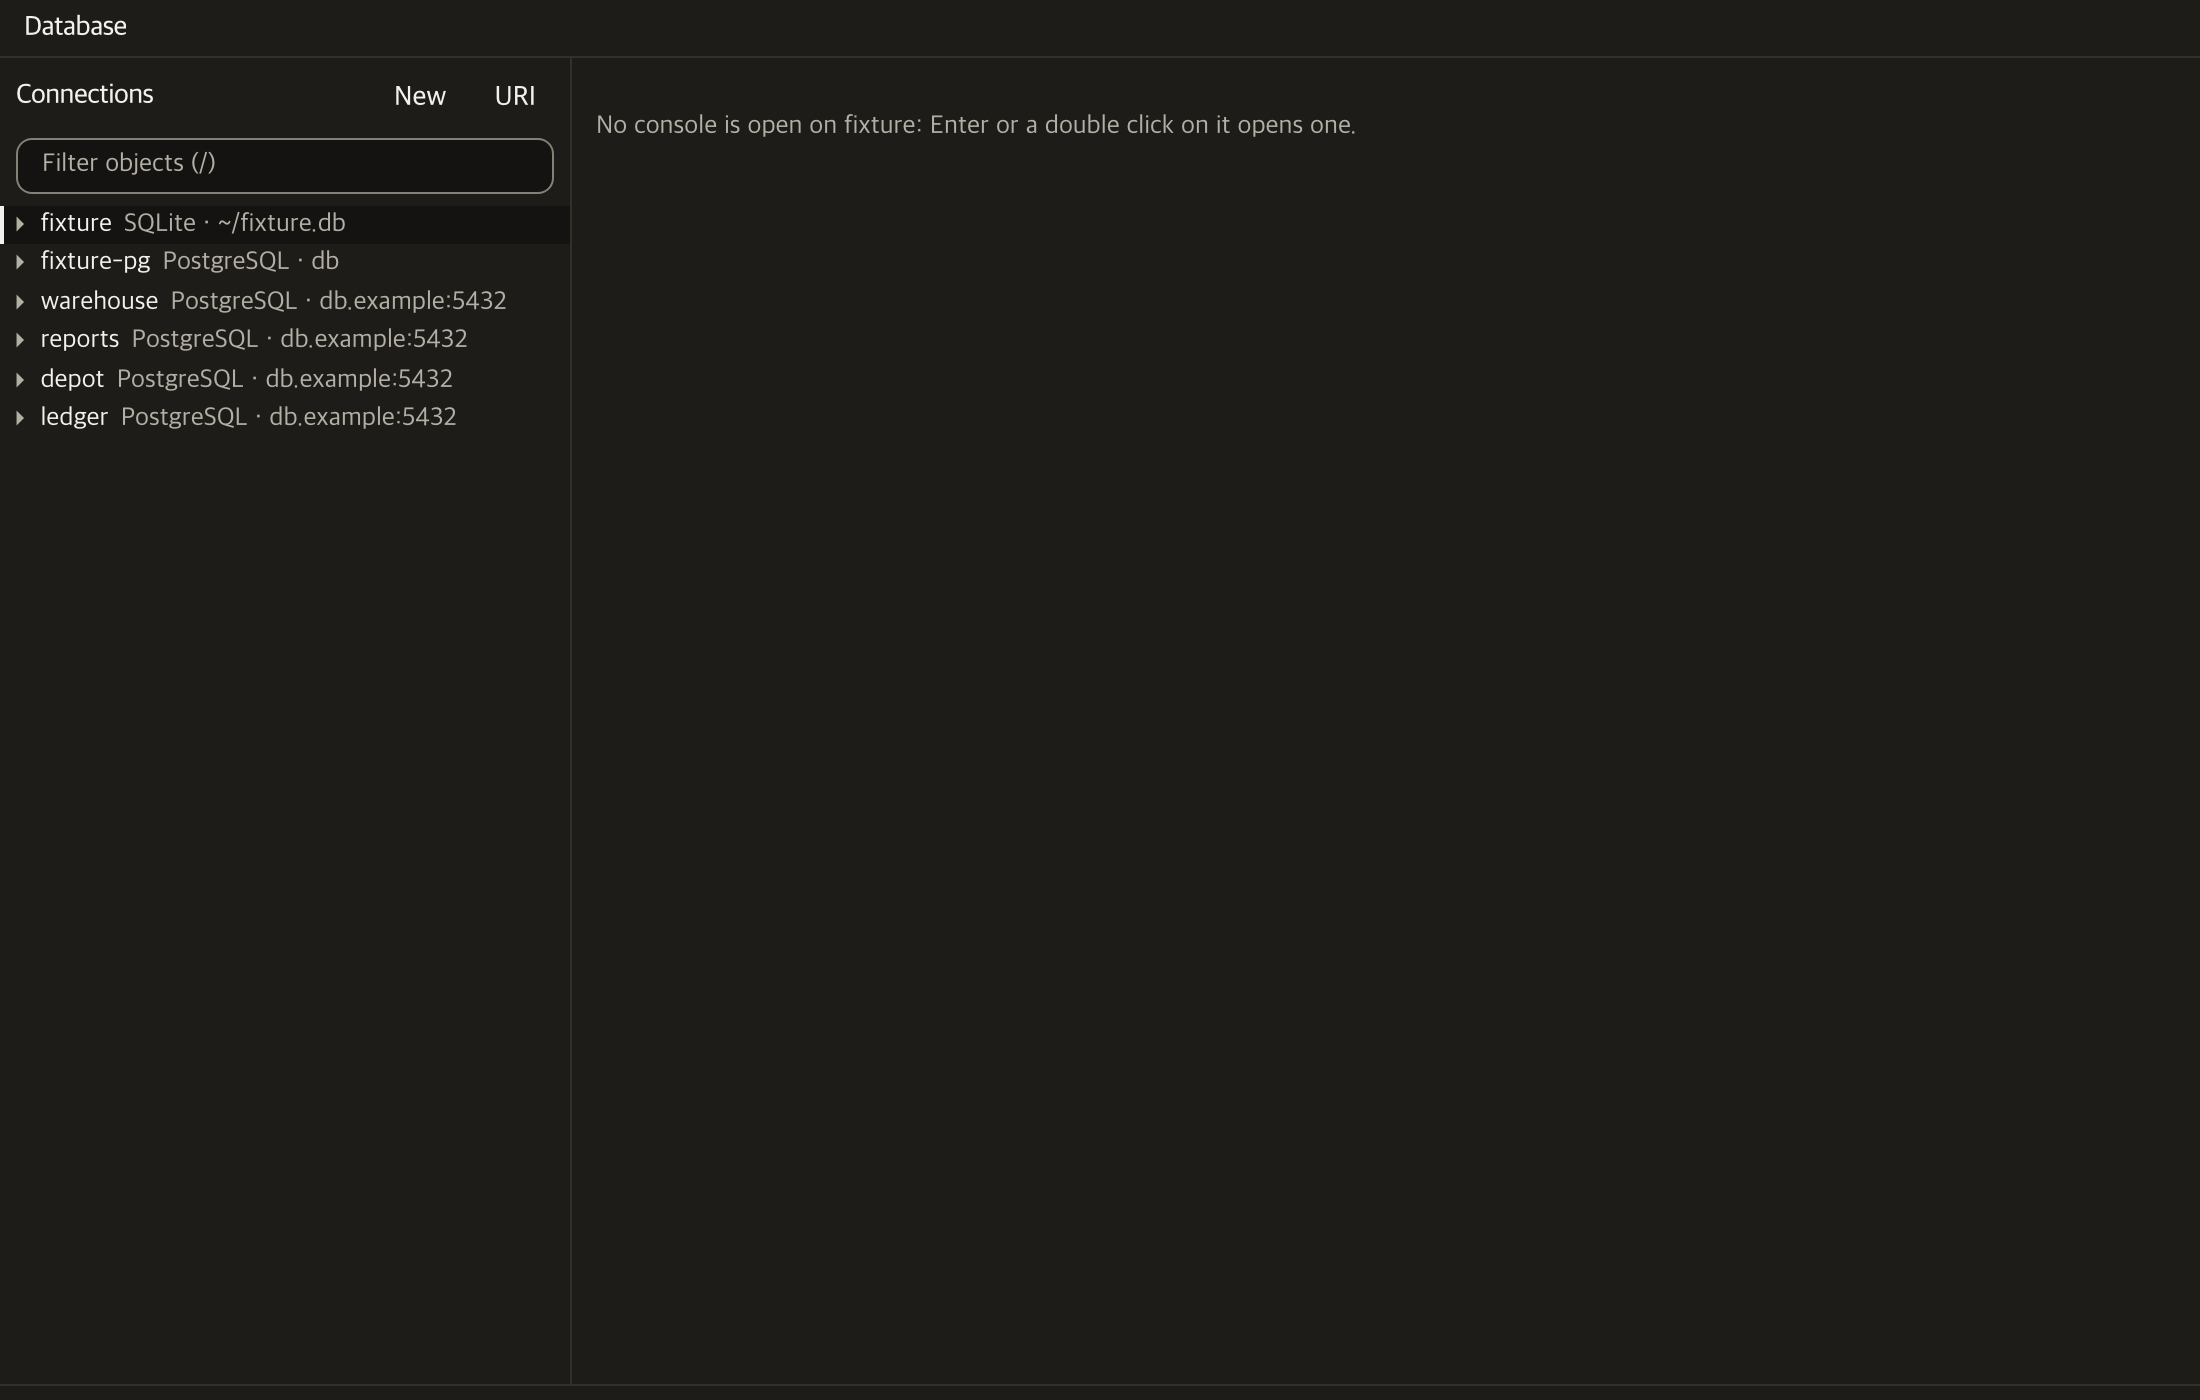 Database
Connections New URI
Filter objects (/)
fixture SQLite · ~/fixture.db
fixture-pg PostgreSQL · db
warehouse PostgreSQL · db.example:5432
reports PostgreSQL · db.example:5432
depot PostgreSQL · db.example:5432
ledger PostgreSQL · db.example:5432
No console is open on fixture: Enter or a double click on it opens one.